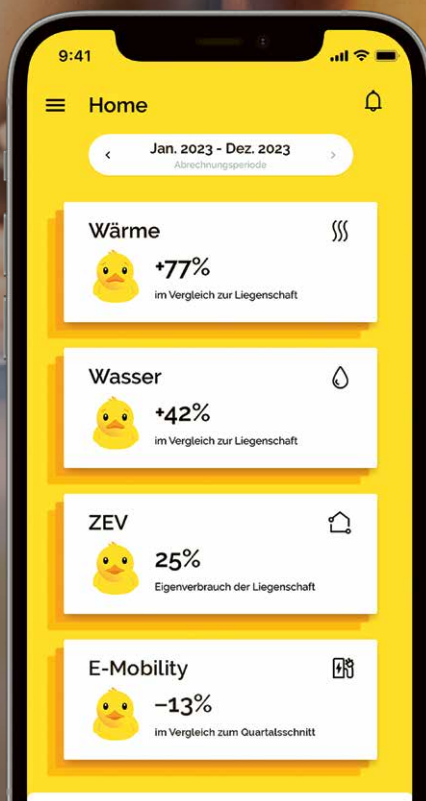 9:41
Home
Jan. 2023 - Dez. 2023
Abrechnungsperiode
Wärme
+77%
im Vergleich zur Liegenschaft
Wasser
+42%
im Vergleich zur Liegenschaft
ZEV
25%
Eigenverbrauch der Liegenschaft
E-Mobility
–13%
im Vergleich zum Quartalsschnitt